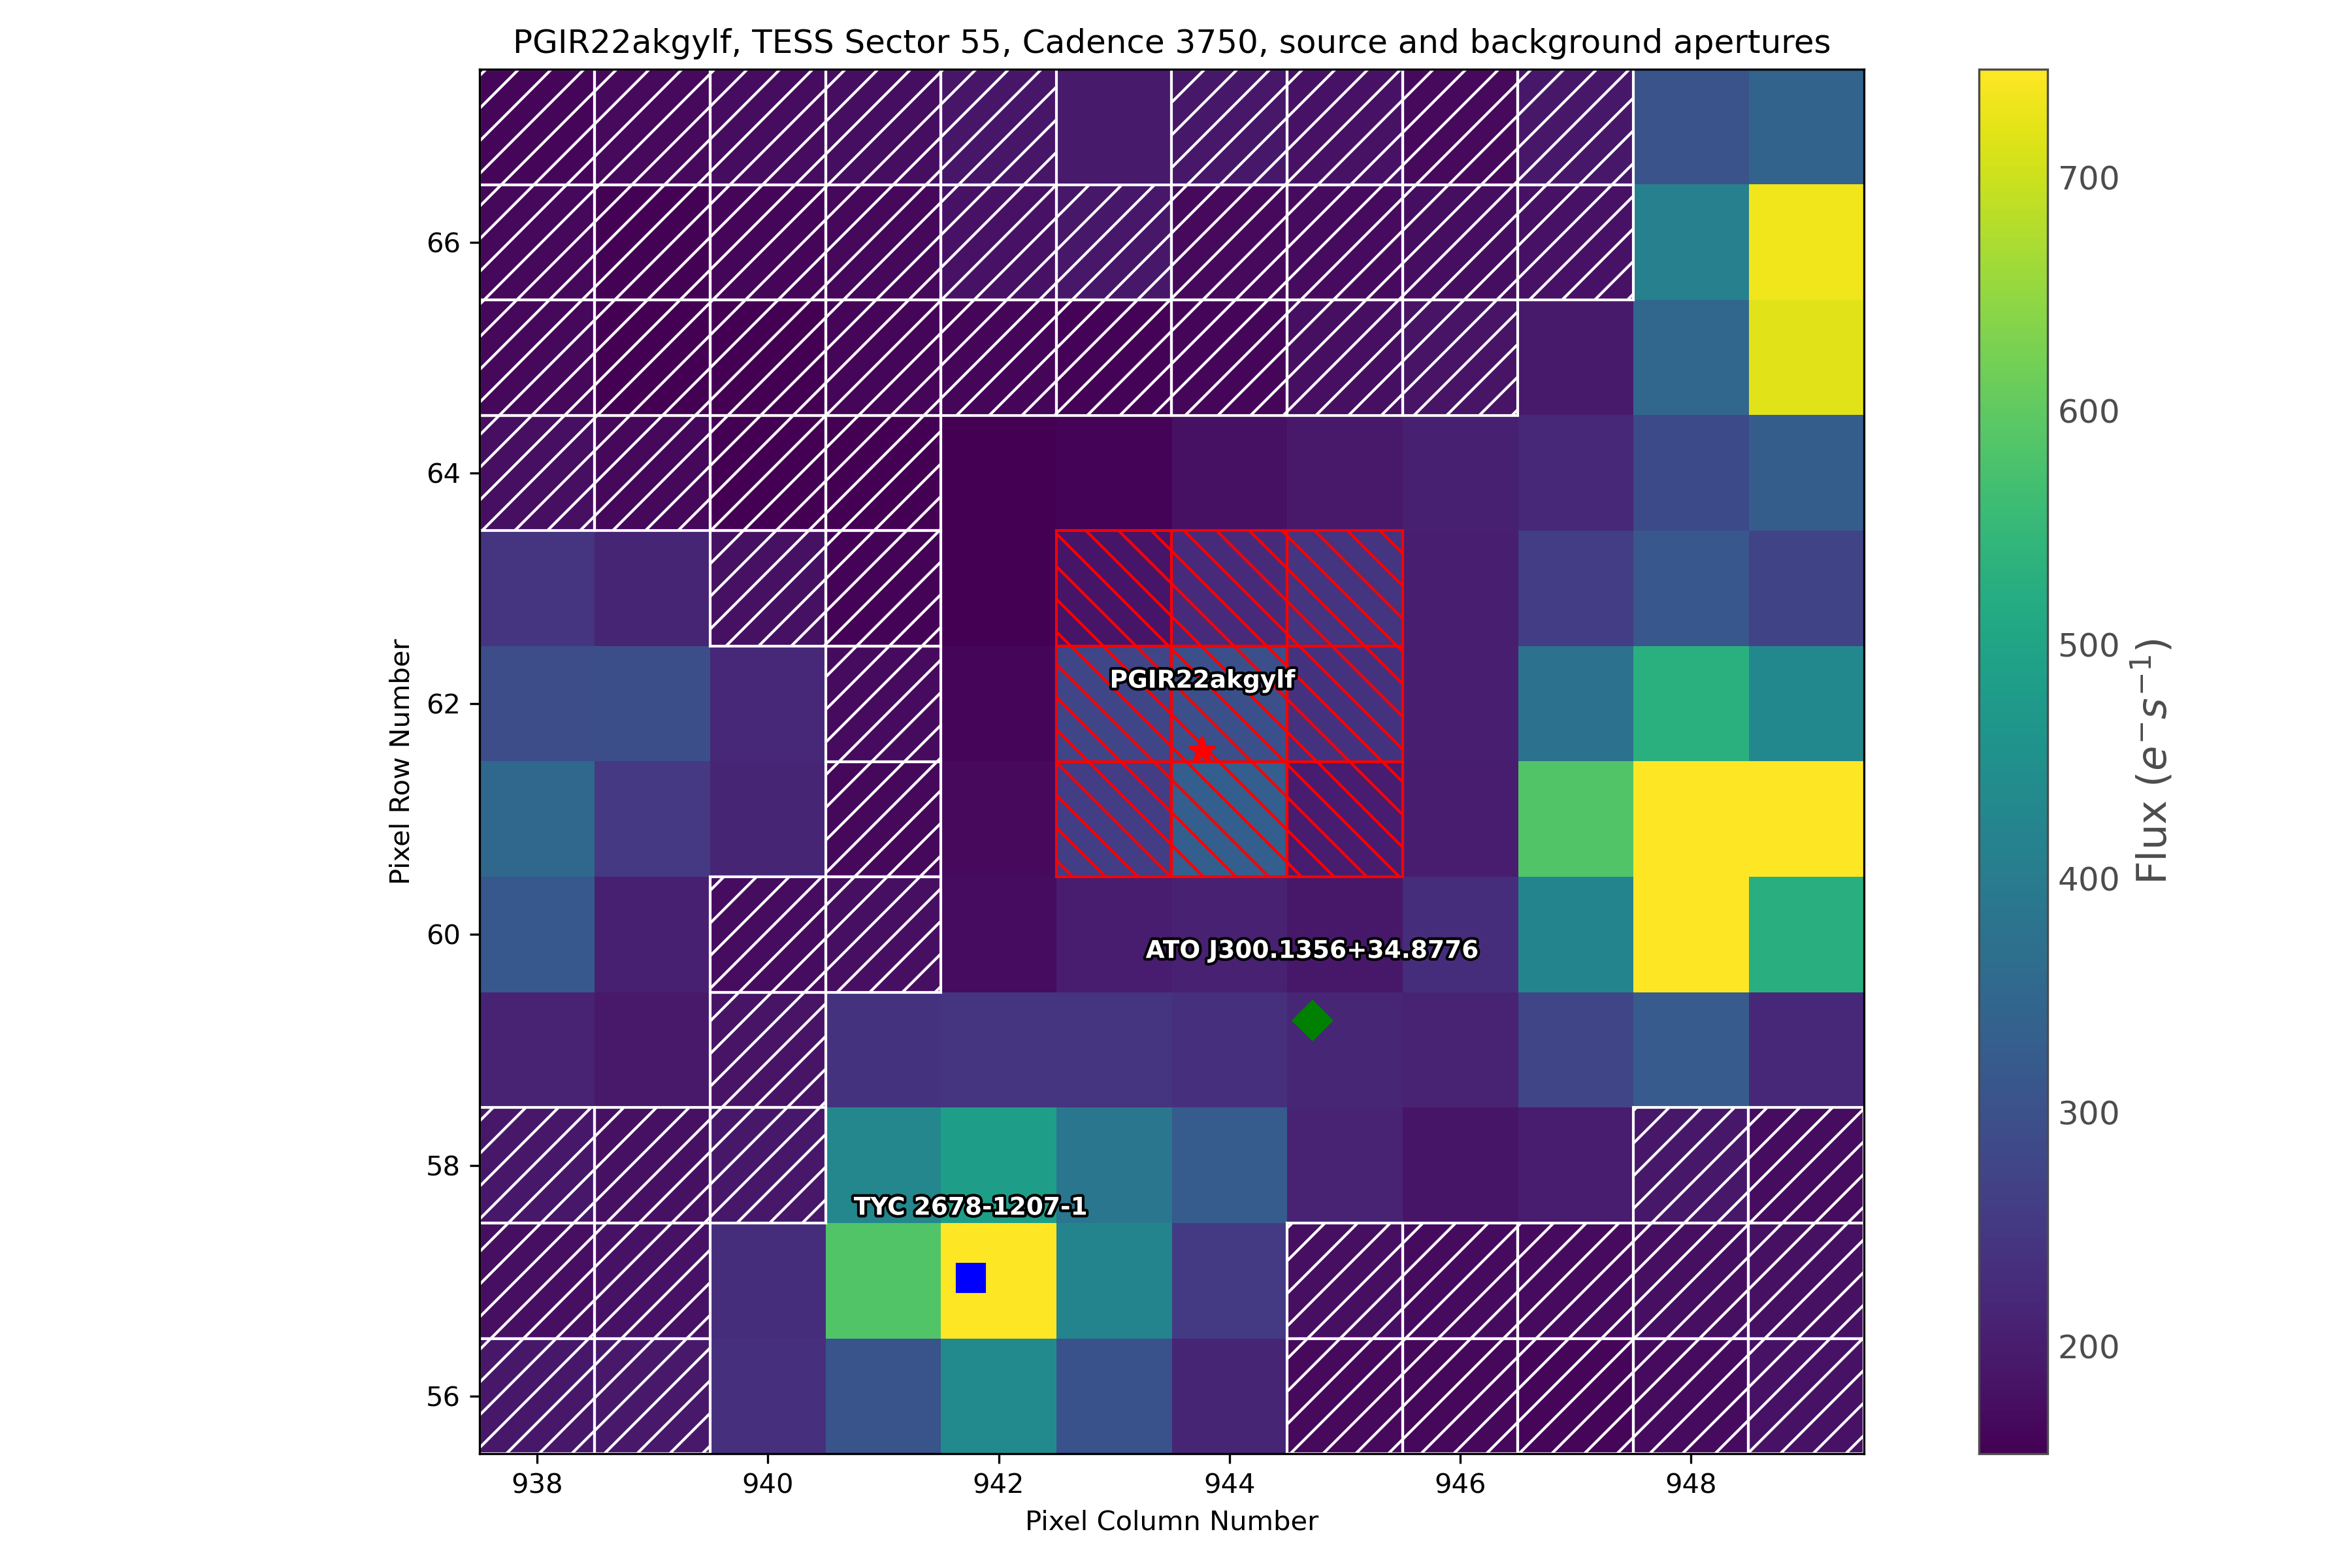 PGIR22akgylf, TESS Sector 55, Cadence 3750, source and background apertures
66
64
62
60
58
56
Pixel Row Number
PGIR22akgylf
ATO J300.1356+34.8776
TYC 2678-1207-1
938 940 942 944 946 948
Pixel Column Number
700
600
500
400
300
200
Flux (e⁻s⁻¹)